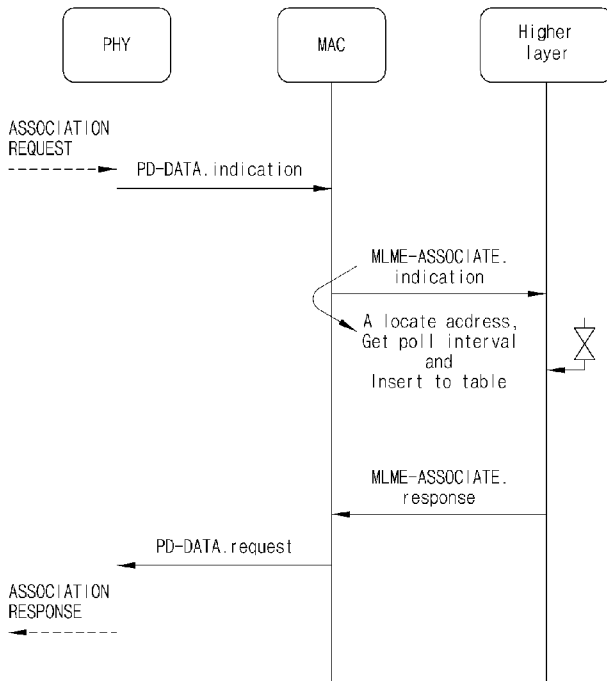 PHY
MAC
Higher
layer
ASSOCIATION
REQUEST
PD-DATA.indication
MLME-ASSOCIATE.
indication
A locate address,
Get poll interval
and
Insert to table
MLME-ASSOCIATE.
response
PD-DATA.request
ASSOCIATION
RESPONSE